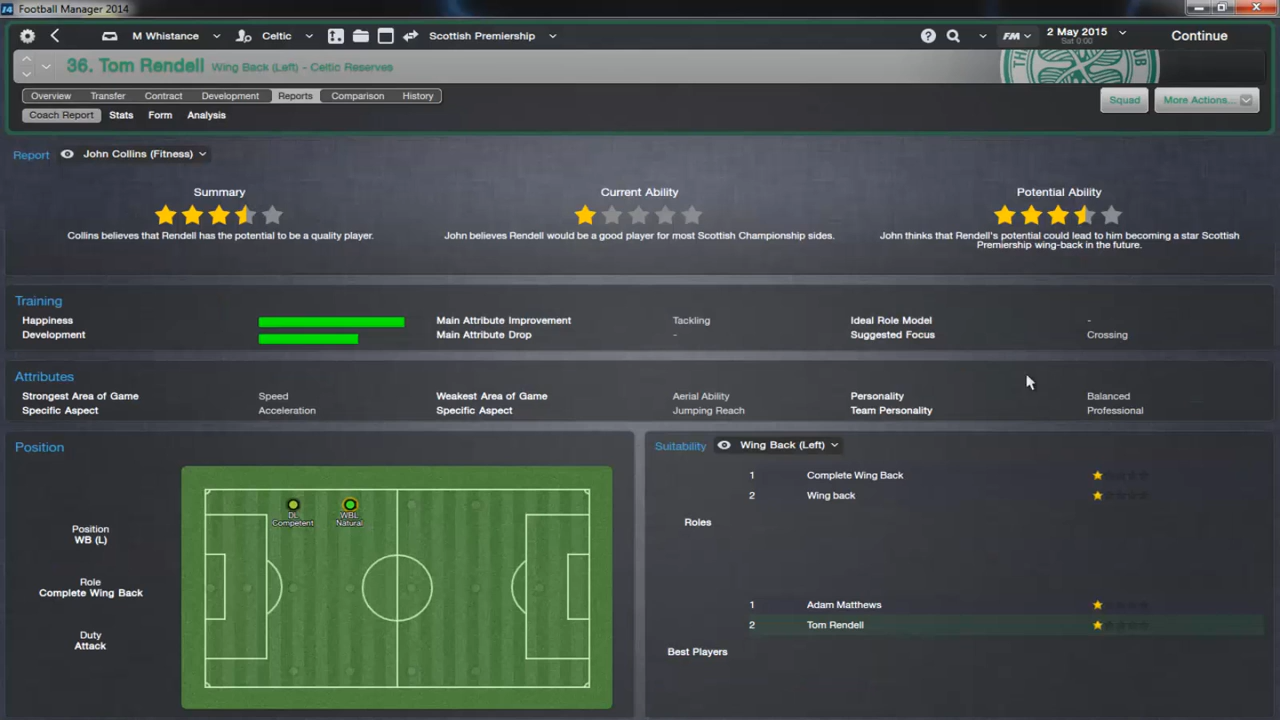 Football Manager 2014
M Whistance
Celtic
Scottish Premiership
FM
2 May 2015
Sat 0:00
Continue
36. Tom Rendell Wing Back (Left) - Celtic Reserves
Overview Transfer Contract Development Reports Comparison History
Squad
More Actions...
Coach Report Stats Form Analysis
Report John Collins (Fitness)
Summary
Collins believes that Rendell has the potential to be a quality player.
Current Ability
John believes Rendell would be a good player for most Scottish Championship sides.
Potential Ability
John thinks that Rendell's potential could lead to him becoming a star Scottish
Premiership wing-back in the future.
Training
Happiness
Development
Main Attribute Improvement Tackling
Main Attribute Drop -
Ideal Role Model -
Suggested Focus Crossing
Attributes
Strongest Area of Game Speed
Specific Aspect Acceleration
Weakest Area of Game Aerial Ability
Specific Aspect Jumping Reach
Personality Balanced
Team Personality Professional
Position
Position
WB (L)
Role
Complete Wing Back
Duty
Attack
DL
Competent
WBL
Natural
Suitability Wing Back (Left)
Roles
1 Complete Wing Back
2 Wing back
Best Players
1 Adam Matthews
2 Tom Rendell